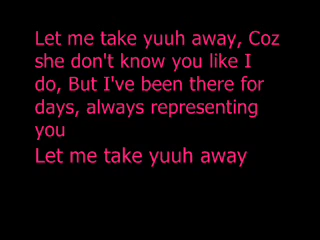 Let me take yuuh away, Coz
she don't know you like I
do, But I've been there for
days, always representing
you
Let me take yuuh away